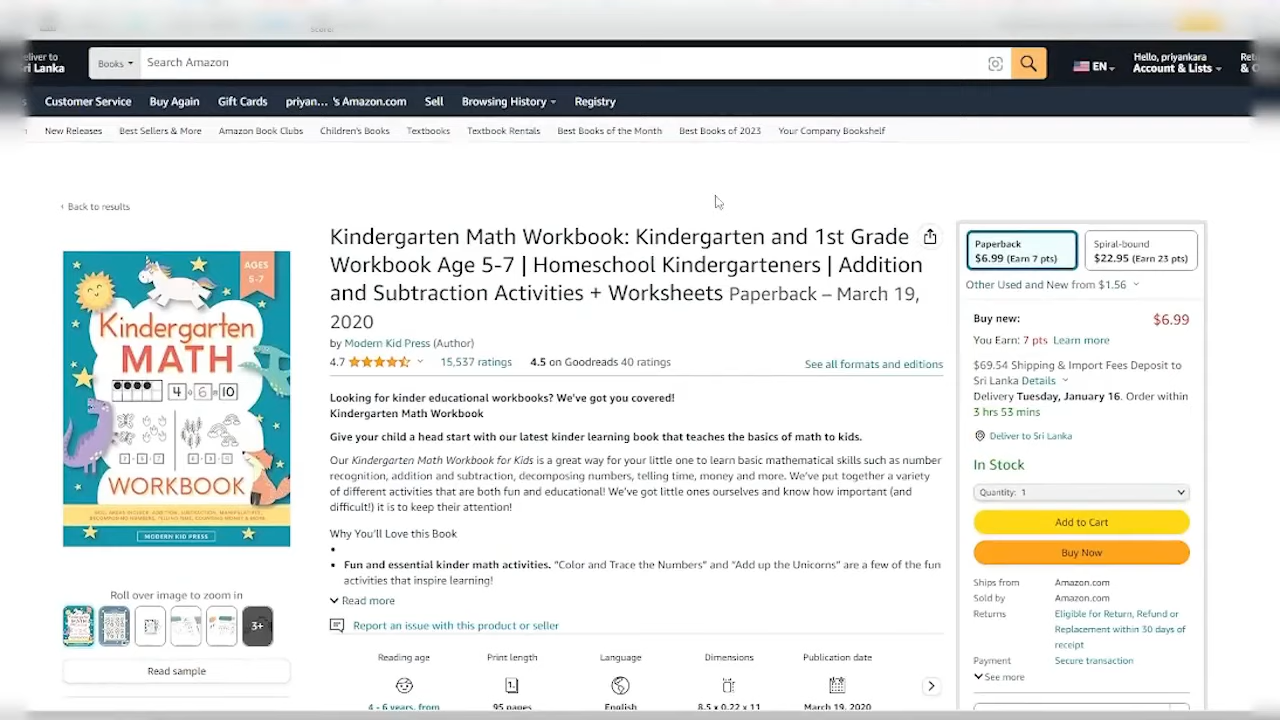 eliver to
Sri Lanka
Books
Search Amazon
EN
Hello, priyankara
Account & Lists
Customer Service
Buy Again
Gift Cards
priyan... 's Amazon.com
Sell
Browsing History
Registry
New Releases
Best Sellers & More
Amazon Book Clubs
Children's Books
Textbooks
Textbook Rentals
Best Books of the Month
Best Books of 2023
Your Company Bookshelf
‹ Back to results
AGES
5-7
Kindergarten
MATH
4 + 6 = 10
WORKBOOK
MODERN KID PRESS
Roll over image to zoom in
3+
Read sample
Kindergarten Math Workbook: Kindergarten and 1st Grade
Workbook Age 5-7 | Homeschool Kindergarteners | Addition
and Subtraction Activities + Worksheets Paperback – March 19,
2020
by Modern Kid Press (Author)
4.7
15,537 ratings
4.5 on Goodreads 40 ratings
See all formats and editions
Looking for kinder educational workbooks? We've got you covered!
Kindergarten Math Workbook
Give your child a head start with our latest kinder learning book that teaches the basics of math to kids.
Our Kindergarten Math Workbook for Kids is a great way for your little one to learn basic mathematical skills such as number
recognition, addition and subtraction, decomposing numbers, telling time, money and more. We've put together a variety
of different activities that are both fun and educational! We've got little ones ourselves and know how important (and
difficult!) it is to keep their attention!
Why You'll Love this Book
•
• Fun and essential kinder math activities. "Color and Trace the Numbers" and "Add up the Unicorns" are a few of the fun
activities that inspire learning!
Read more
Report an issue with this product or seller
Reading age
Print length
Language
Dimensions
Publication date
4 - 6 years, from
95 pages
English
8.5 x 0.22 x 11
March 19, 2020
Paperback
$6.99 (Earn 7 pts)
Spiral-bound
$22.95 (Earn 23 pts)
Other Used and New from $1.56
Buy new:
$6.99
You Earn: 7 pts Learn more
$69.54 Shipping & Import Fees Deposit to
Sri Lanka Details
Delivery Tuesday, January 16. Order within
3 hrs 53 mins
Deliver to Sri Lanka
In Stock
Quantity: 1
Add to Cart
Buy Now
Ships from
Amazon.com
Sold by
Amazon.com
Returns
Eligible for Return, Refund or
Replacement within 30 days of
receipt
Payment
Secure transaction
See more